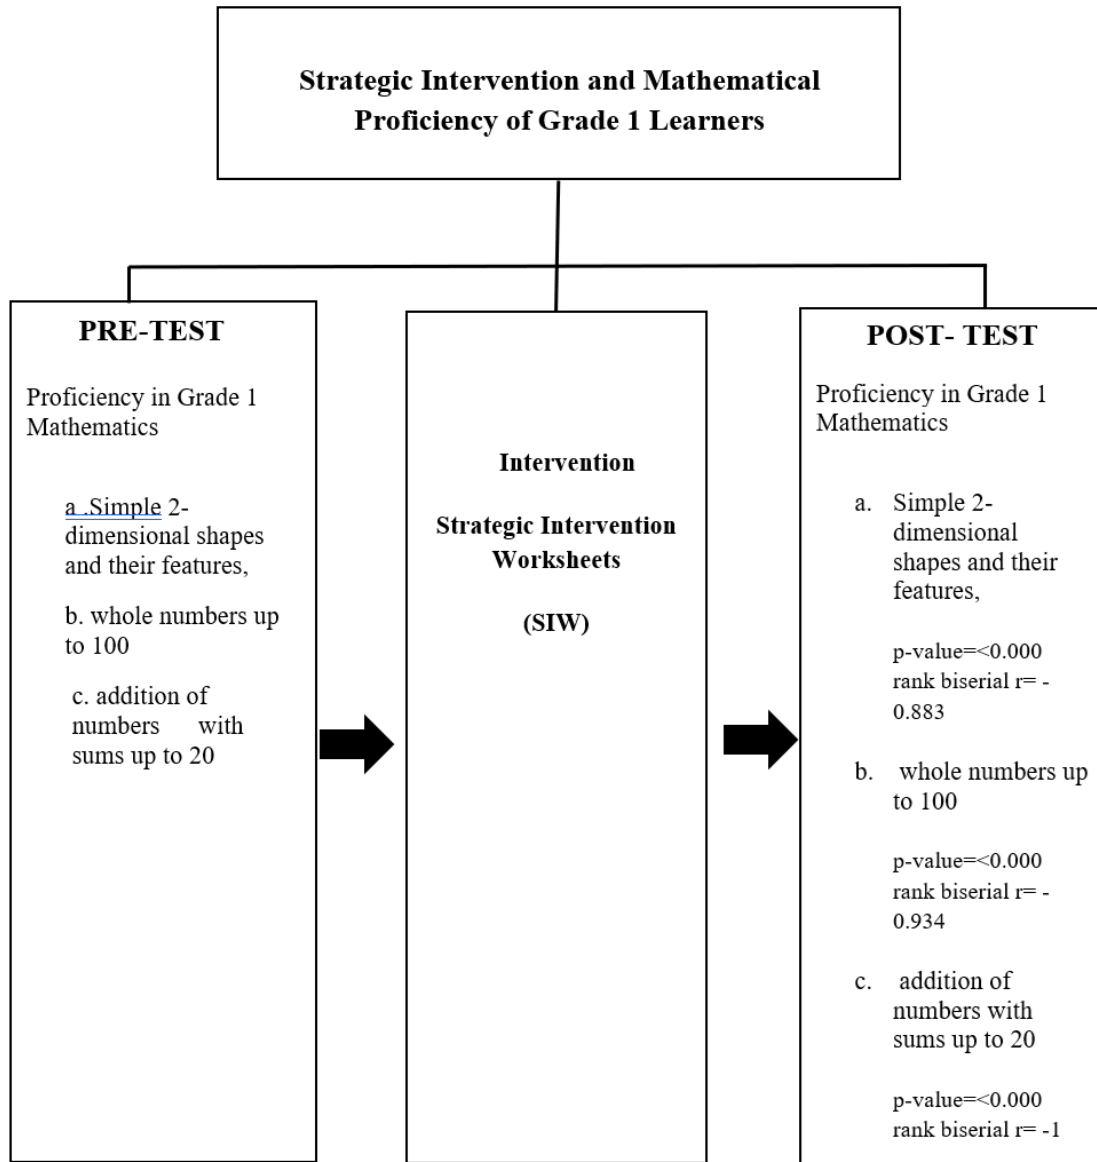 Strategic Intervention and Mathematical
Proficiency of Grade 1 Learners
PRE-TEST
Proficiency in Grade 1
Mathematics
a .Simple 2-
dimensional shapes
and their features,
b. whole numbers up
to 100
c. addition of
numbers with
sums up to 20
Intervention
Strategic Intervention
Worksheets
(SIW)
POST- TEST
Proficiency in Grade 1
Mathematics
a. Simple 2-
dimensional
shapes and their
features,
p-value=<0.000
rank biserial r= -
0.883
b. whole numbers up
to 100
p-value=<0.000
rank biserial r= -
0.934
c. addition of
numbers with
sums up to 20
p-value=<0.000
rank biserial r= -1